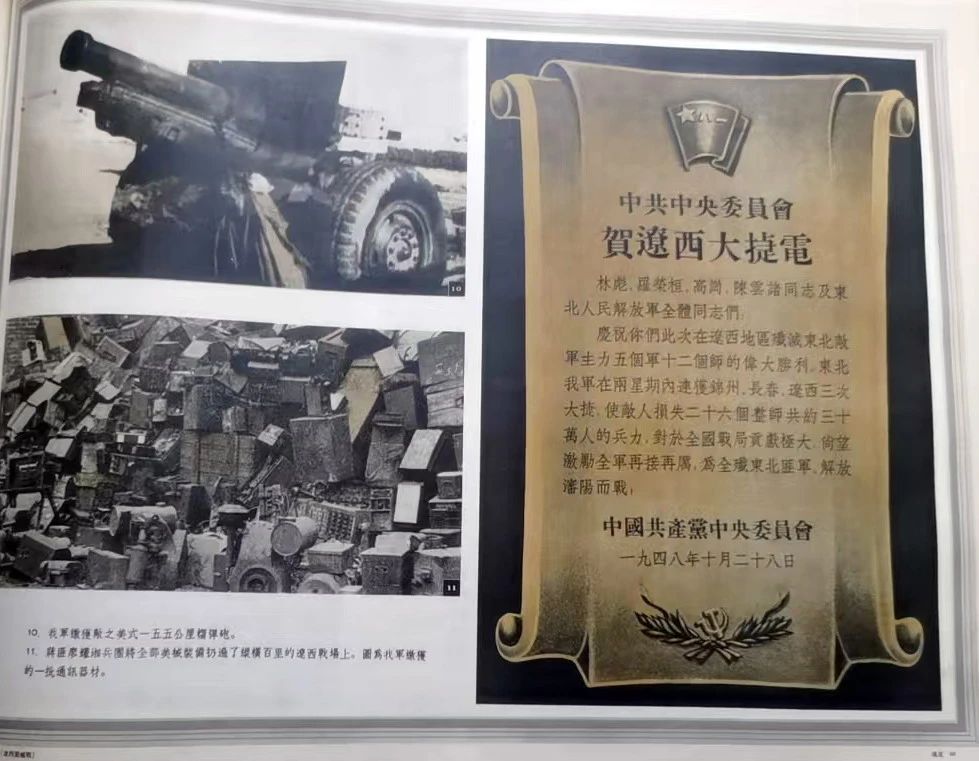 10
11
10. 我軍繳獲敵之美式一五五公厘榴彈砲。
11. 蔣匪廖耀湘兵團將全部美械裝備扔遍了縱橫百里的遼西戰場上。圖爲我軍繳獲
的一批通訊器材。
八一
中共中央委員會
賀遼西大捷電
林彪、羅榮桓、高崗、陳雲諸同志及東
北人民解放軍全體同志們：
慶祝你們此次在遼西地區殲滅東北敵
軍主力五個軍十二個師的偉大勝利。東北
我軍在兩星期內連獲錦州、長春、遼西三次
大捷，使敵人損失二十六個整師共約三十
萬人的兵力，對於全國戰局貢獻極大。尚望
激勵全軍再接再厲，爲全殲東北匪軍，解放
瀋陽而戰！
中國共產黨中央委員會
一九四八年十月二十八日